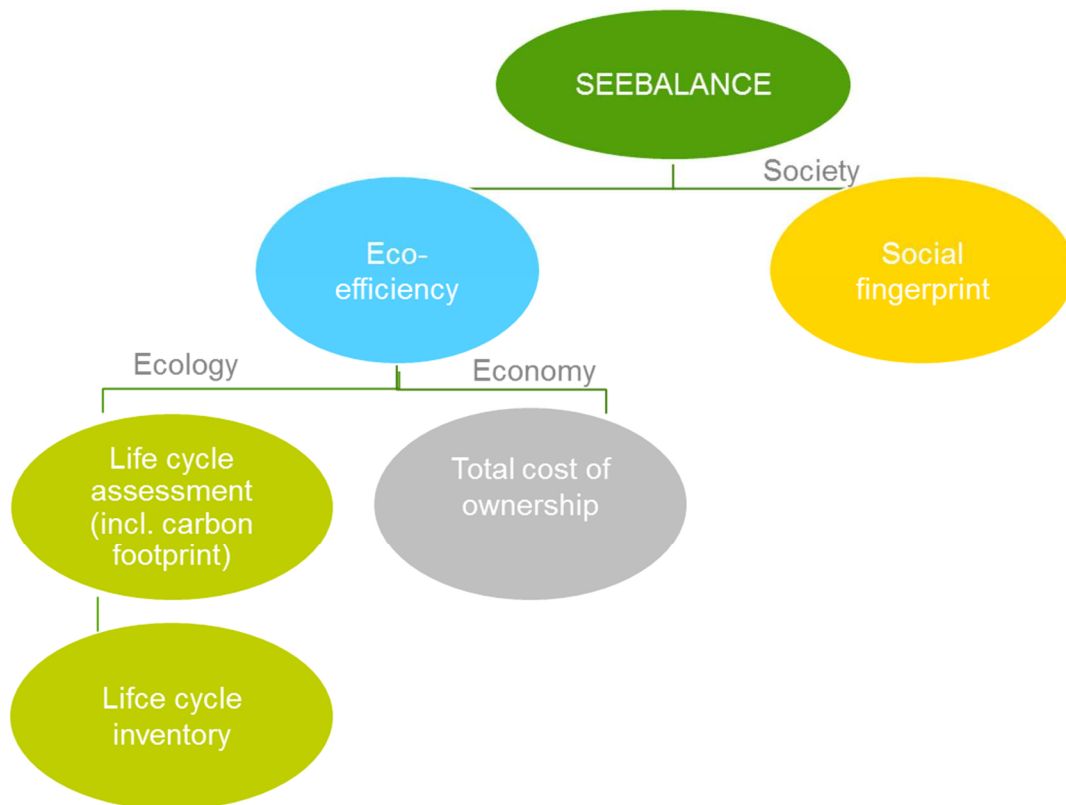 SEEBALANCE
Society
Eco-
efficiency
Social
fingerprint
Ecology
Economy
Life cycle
assessment
(incl. carbon
footprint)
Total cost of
ownership
Lifce cycle
inventory